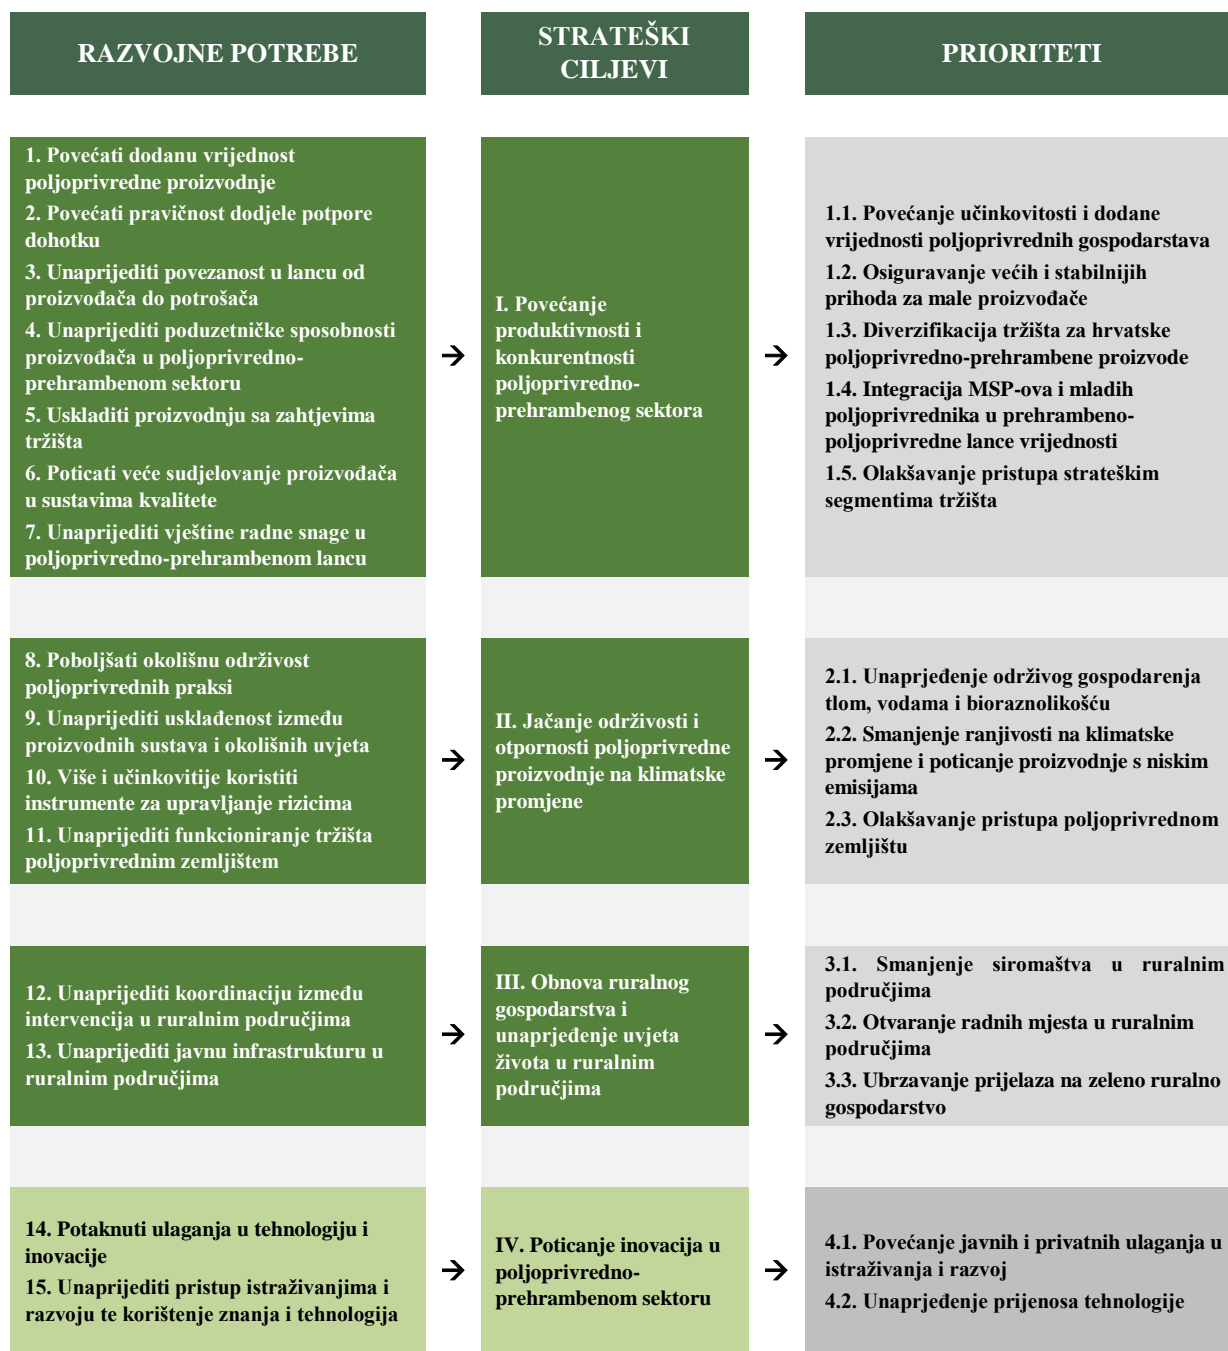 RAZVOJNE POTREBE
STRATEŠKI
CILJEVI
PRIORITETI
1. Povećati dodanu vrijednost
poljoprivredne proizvodnje
2. Povećati pravičnost dodjele potpore
dohotku
3. Unaprijediti povezanost u lancu od
proizvođača do potrošača
4. Unaprijediti poduzetničke sposobnosti
proizvođača u poljoprivredno-
prehrambenom sektoru
5. Uskladiti proizvodnju sa zahtjevima
tržišta
6. Poticati veće sudjelovanje proizvođača
u sustavima kvalitete
7. Unaprijediti vještine radne snage u
poljoprivredno-prehrambenom lancu
→
I. Povećanje
produktivnosti i
konkurentnosti
poljoprivredno-
prehrambenog sektora
→
1.1. Povećanje učinkovitosti i dodane
vrijednosti poljoprivrednih gospodarstava
1.2. Osiguravanje većih i stabilnijih
prihoda za male proizvođače
1.3. Diverzifikacija tržišta za hrvatske
poljoprivredno-prehrambene proizvode
1.4. Integracija MSP-ova i mladih
poljoprivrednika u prehrambeno-
poljoprivredne lance vrijednosti
1.5. Olakšavanje pristupa strateškim
segmentima tržišta
8. Poboljšati okolišnu održivost
poljoprivrednih praksi
9. Unaprijediti usklađenost između
proizvodnih sustava i okolišnih uvjeta
10. Više i učinkovitije koristiti
instrumente za upravljanje rizicima
11. Unaprijediti funkcioniranje tržišta
poljoprivrednim zemljištem
→
II. Jačanje održivosti i
otpornosti poljoprivredne
proizvodnje na klimatske
promjene
→
2.1. Unaprjeđenje održivog gospodarenja
tlom, vodama i bioraznolikošću
2.2. Smanjenje ranjivosti na klimatske
promjene i poticanje proizvodnje s niskim
emisijama
2.3. Olakšavanje pristupa poljoprivrednom
zemljištu
12. Unaprijediti koordinaciju između
intervencija u ruralnim područjima
13. Unaprijediti javnu infrastrukturu u
ruralnim područjima
→
III. Obnova ruralnog
gospodarstva i
unaprjeđenje uvjeta
života u ruralnim
područjima
→
3.1. Smanjenje siromaštva u ruralnim
područjima
3.2. Otvaranje radnih mjesta u ruralnim
područjima
3.3. Ubrzavanje prijelaza na zeleno ruralno
gospodarstvo
14. Potaknuti ulaganja u tehnologiju i
inovacije
15. Unaprijediti pristup istraživanjima i
razvoju te korištenje znanja i tehnologija
→
IV. Poticanje inovacija u
poljoprivredno-
prehrambenom sektoru
→
4.1. Povećanje javnih i privatnih ulaganja u
istraživanja i razvoj
4.2. Unaprjeđenje prijenosa tehnologije